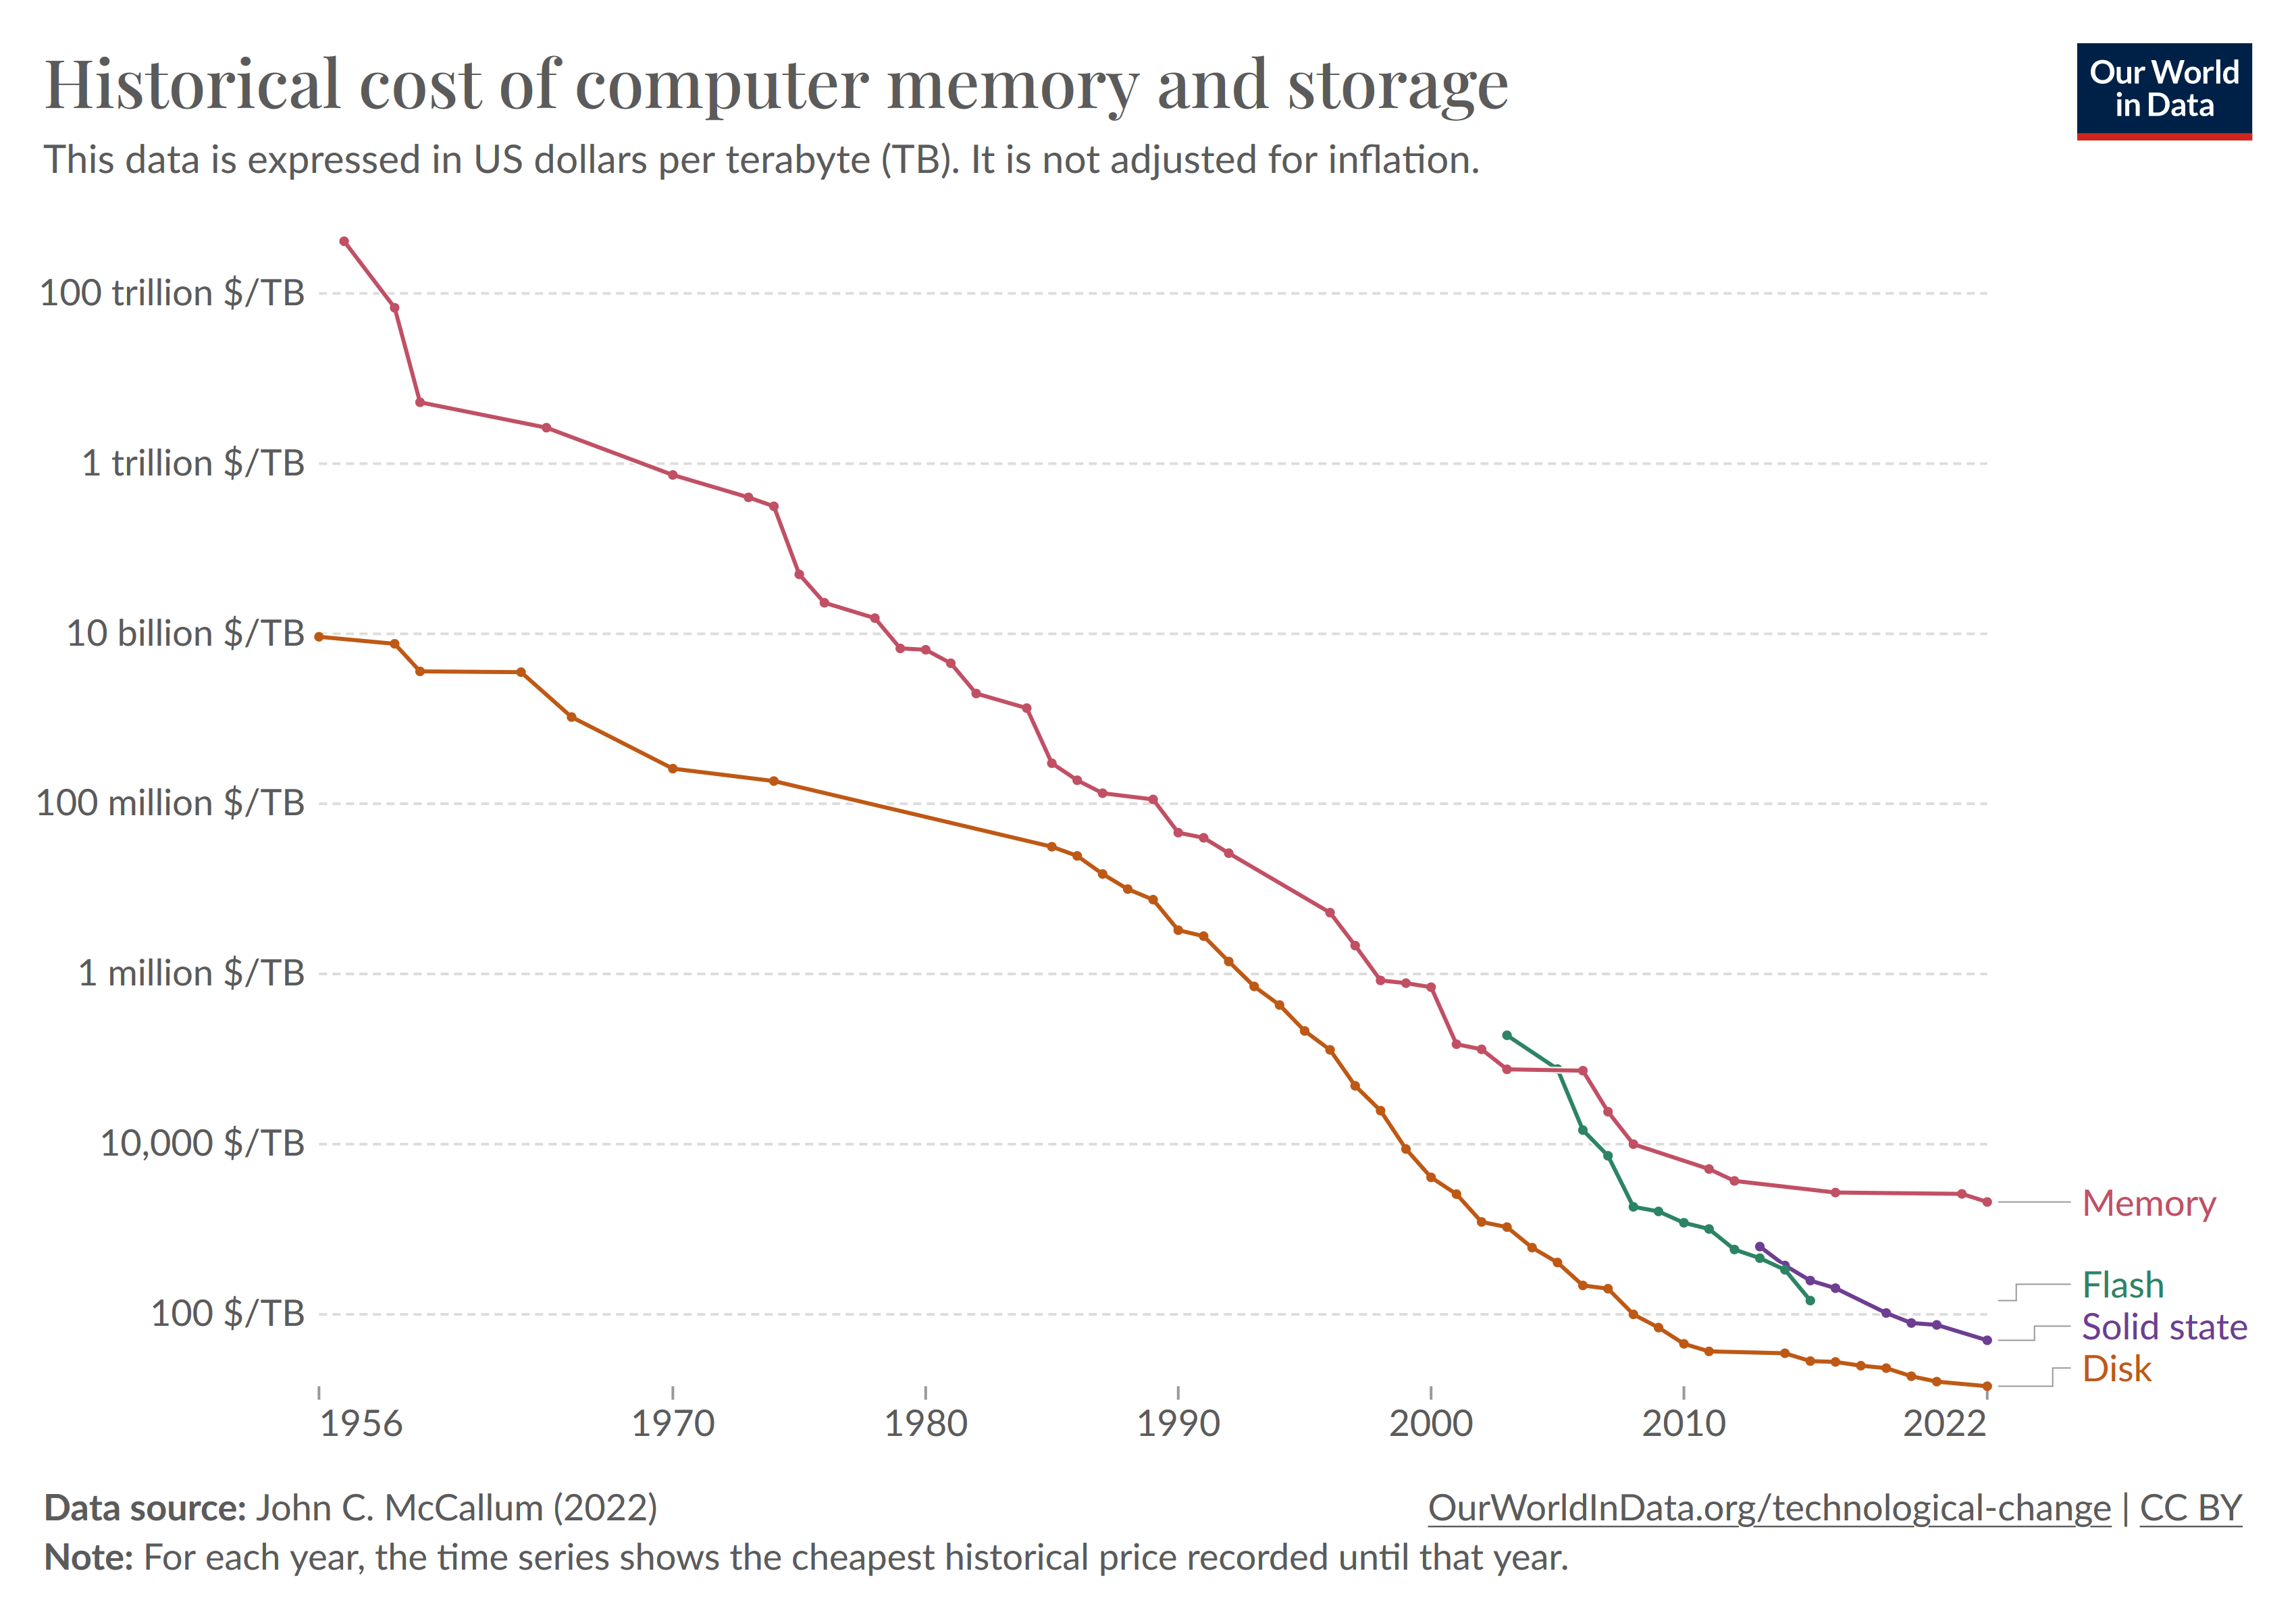 Historical cost of computer memory and storage
This data is expressed in US dollars per terabyte (TB). It is not adjusted for inflation.
Our World
in Data
100 trillion $/TB
1 trillion $/TB
10 billion $/TB
100 million $/TB
1 million $/TB
10,000 $/TB
100 $/TB
Memory
Flash
Solid state
Disk
1956 1970 1980 1990 2000 2010 2022
Data source: John C. McCallum (2022)
OurWorldInData.org/technological-change | CC BY
Note: For each year, the time series shows the cheapest historical price recorded until that year.